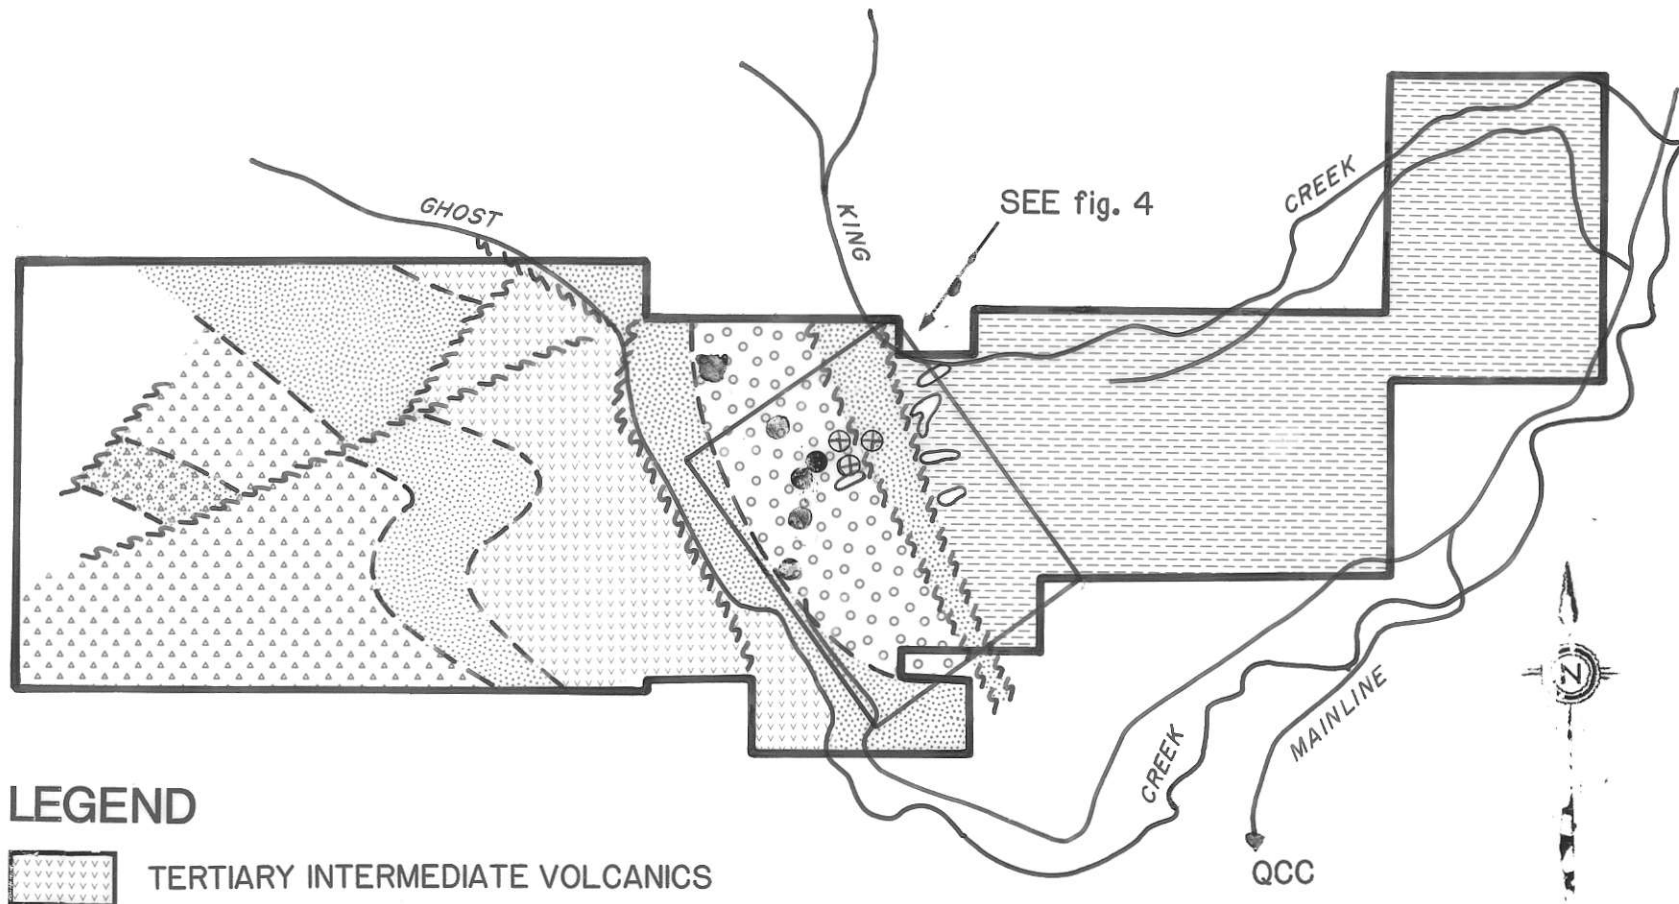 GHOST
KING
SEE fig. 4
CREEK
N
CREEK
MAINLINE
QCC
LEGEND
TERTIARY INTERMEDIATE VOLCANICS